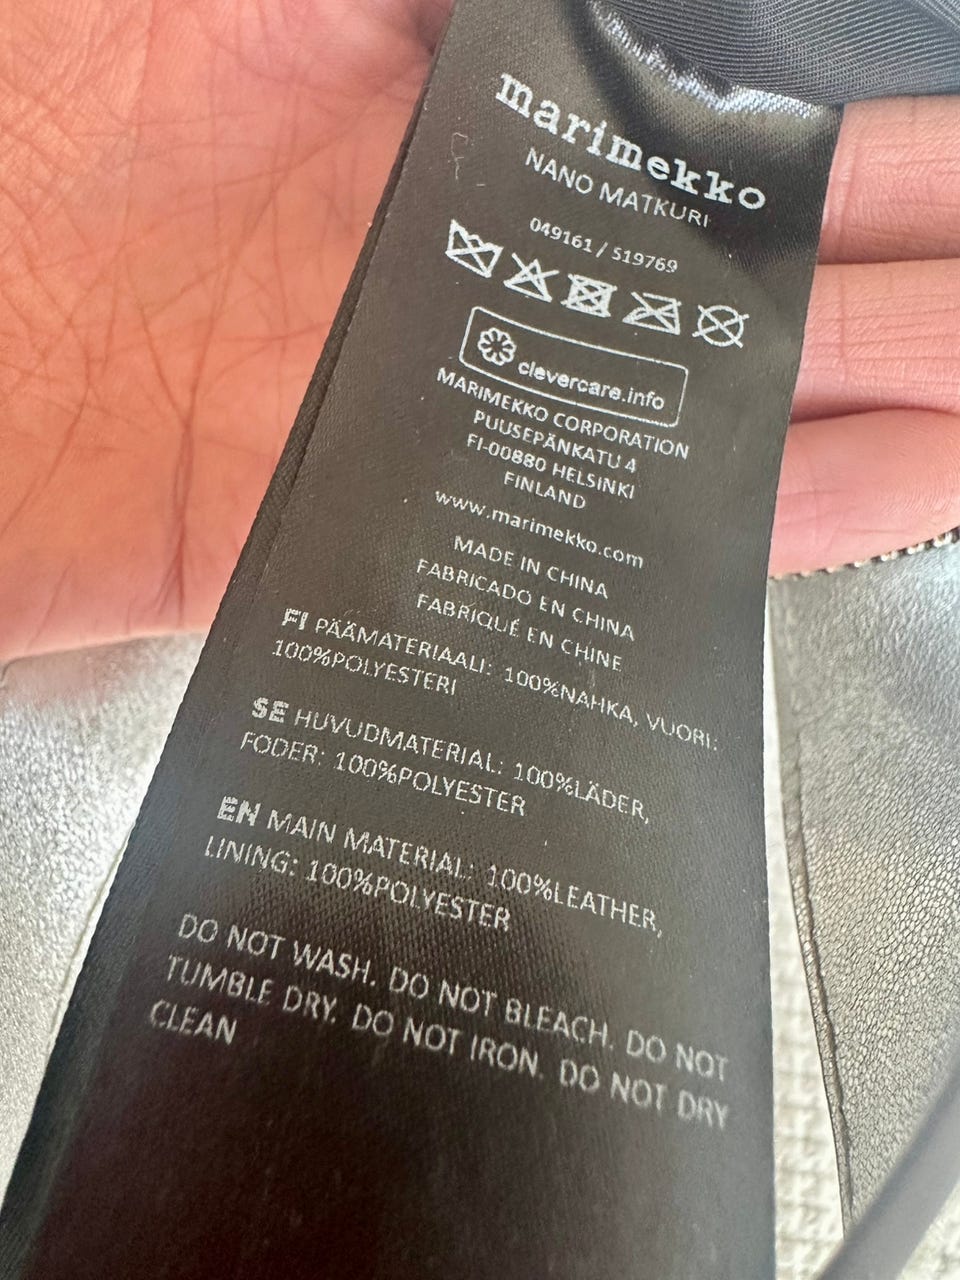 marimekko
NANO MATKURI
049161 / 519769
clevercare.info
MARIMEKKO CORPORATION
PUUSEPÄNKATU 4
FI-00880 HELSINKI
FINLAND
www.marimekko.com
MADE IN CHINA
FABRICADO EN CHINA
FABRIQUÉ EN CHINE
FI PÄÄMATERIAALI: 100%NAHKA, VUORI:
100%POLYESTERI
SE HUVUDMATERIAL: 100%LÄDER,
FODER: 100%POLYESTER
EN MAIN MATERIAL: 100%LEATHER,
LINING: 100%POLYESTER
DO NOT WASH. DO NOT BLEACH. DO NOT
TUMBLE DRY. DO NOT IRON. DO NOT DRY
CLEAN